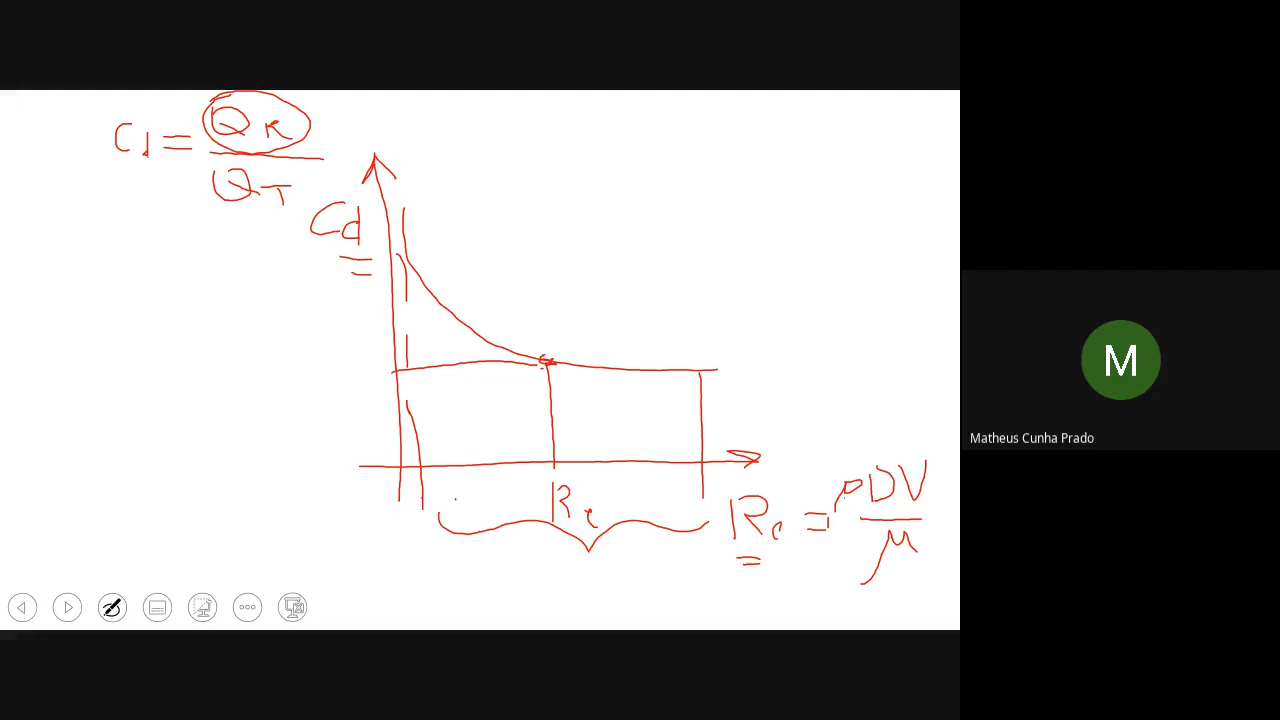 Cd = QR
QT
Cd
Re
Re = ρDV
μ
M
Matheus Cunha Prado